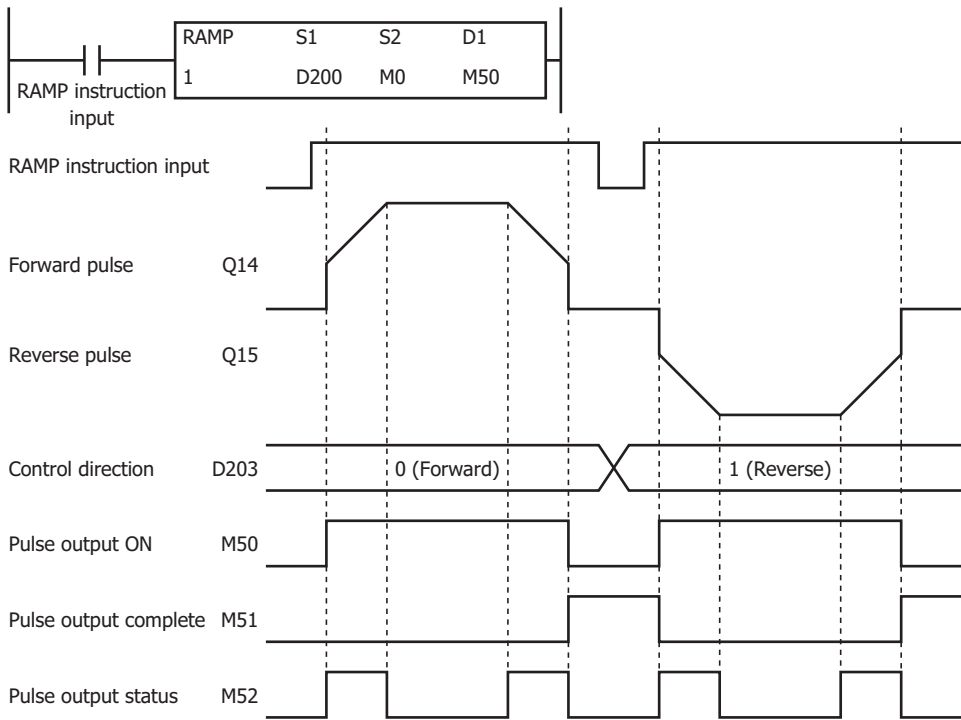 RAMP S1 S2 D1
1 D200 M0 M50
RAMP instruction
input
RAMP instruction input
Forward pulse Q14
Reverse pulse Q15
Control direction D203 0 (Forward) 1 (Reverse)
Pulse output ON M50
Pulse output complete M51
Pulse output status M52